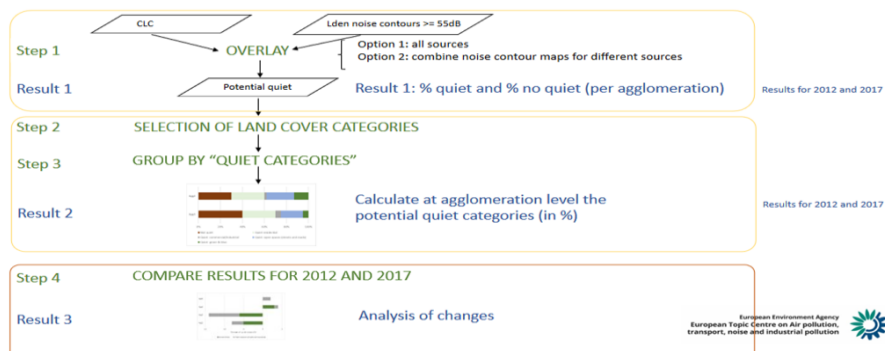 CLC
Lden noise contours >= 55dB
Step 1
OVERLAY
Option 1: all sources
Option 2: combine noise contour maps for different sources
Result 1
Potential quiet
Result 1: % quiet and % no quiet (per agglomeration)
Results for 2012 and 2017
Step 2
SELECTION OF LAND COVER CATEGORIES
Step 3
GROUP BY “QUIET CATEGORIES”
Result 2
Calculate at agglomeration level the
potential quiet categories (in %)
Results for 2012 and 2017
Step 4
COMPARE RESULTS FOR 2012 AND 2017
Result 3
Analysis of changes
European Environment Agency
European Topic Centre on Air pollution,
transport, noise and industrial pollution